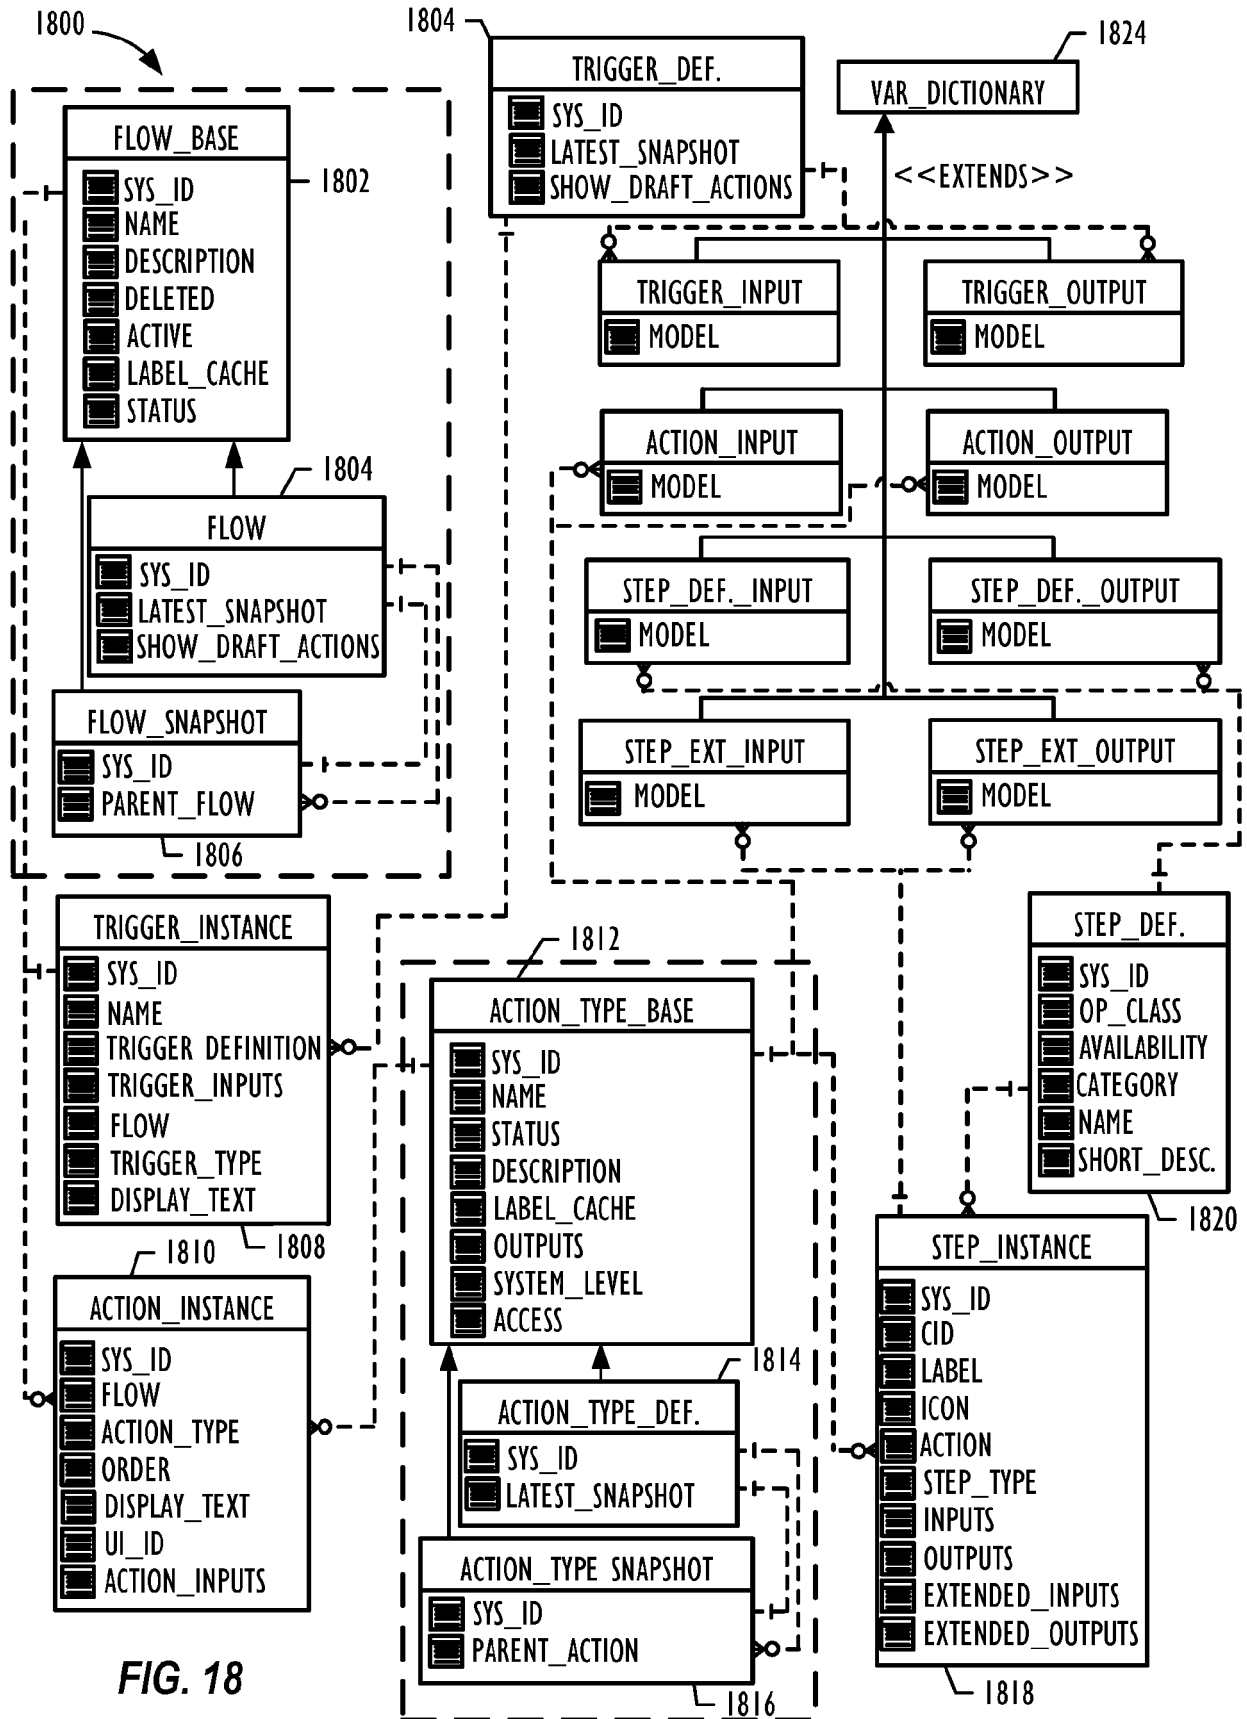 1800
FLOW_BASE
1802
SYS_ID
NAME
DESCRIPTION
DELETED
ACTIVE
LABEL_CACHE
STATUS
1804
FLOW
SYS_ID
LATEST_SNAPSHOT
SHOW_DRAFT_ACTIONS
FLOW_SNAPSHOT
SYS_ID
PARENT_FLOW
1806
1804
TRIGGER_DEF.
SYS_ID
LATEST_SNAPSHOT
SHOW_DRAFT_ACTIONS
1824
VAR_DICTIONARY
<<EXTENDS>>
TRIGGER_INPUT
MODEL
TRIGGER_OUTPUT
MODEL
ACTION_INPUT
MODEL
ACTION_OUTPUT
MODEL
STEP_DEF._INPUT
MODEL
STEP_DEF._OUTPUT
MODEL
STEP_EXT_INPUT
MODEL
STEP_EXT_OUTPUT
MODEL
TRIGGER_INSTANCE
SYS_ID
NAME
TRIGGER DEFINITION
TRIGGER_INPUTS
FLOW
TRIGGER_TYPE
DISPLAY_TEXT
1808
1810
ACTION_INSTANCE
SYS_ID
FLOW
ACTION_TYPE
ORDER
DISPLAY_TEXT
UI_ID
ACTION_INPUTS
1812
ACTION_TYPE_BASE
SYS_ID
NAME
STATUS
DESCRIPTION
LABEL_CACHE
OUTPUTS
SYSTEM_LEVEL
ACCESS
1814
ACTION_TYPE_DEF.
SYS_ID
LATEST_SNAPSHOT
ACTION_TYPE SNAPSHOT
SYS_ID
PARENT_ACTION
1816
STEP_DEF.
SYS_ID
OP_CLASS
AVAILABILITY
CATEGORY
NAME
SHORT_DESC.
1820
STEP_INSTANCE
SYS_ID
CID
LABEL
ICON
ACTION
STEP_TYPE
INPUTS
OUTPUTS
EXTENDED_INPUTS
EXTENDED_OUTPUTS
1818
FIG. 18